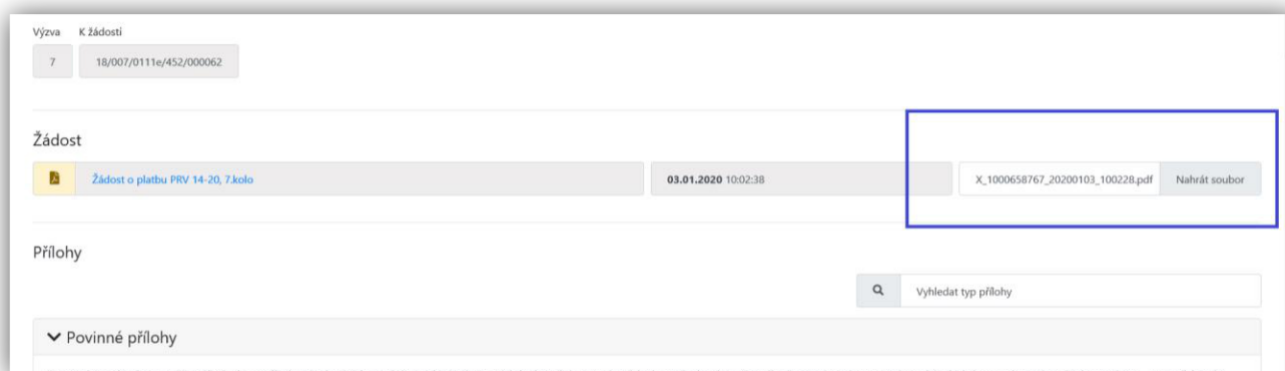 Výzva K žádosti
7 18/007/0111e/452/000062
Žádost
Žádost o platbu PRV 14-20, 7.kolo 03.01.2020 10:02:38 X_1000658767_20200103_100228.pdf Nahrát soubor
Přílohy
Vyhledat typ přílohy
Povinné přílohy